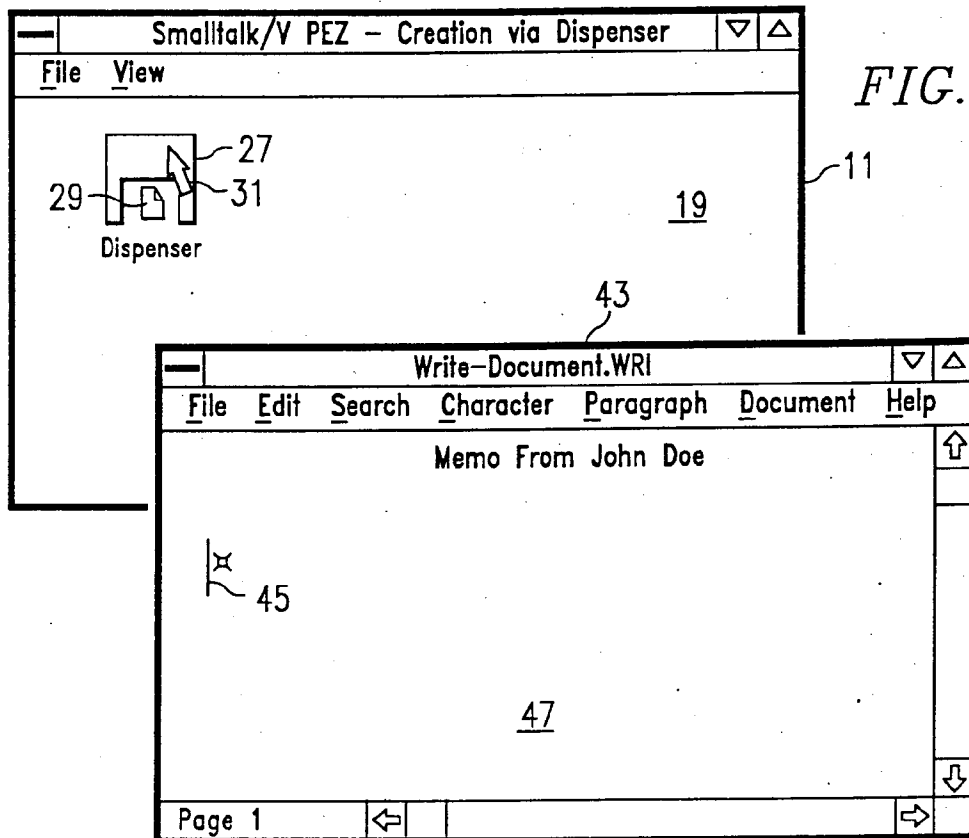 Smalltalk/V PEZ - Creation via Dispenser
File View
FIG.
27
11
29
31
19
Dispenser
43
Write-Document.WRI
File Edit Search Character Paragraph Document Help
Memo From John Doe
45
47
Page 1